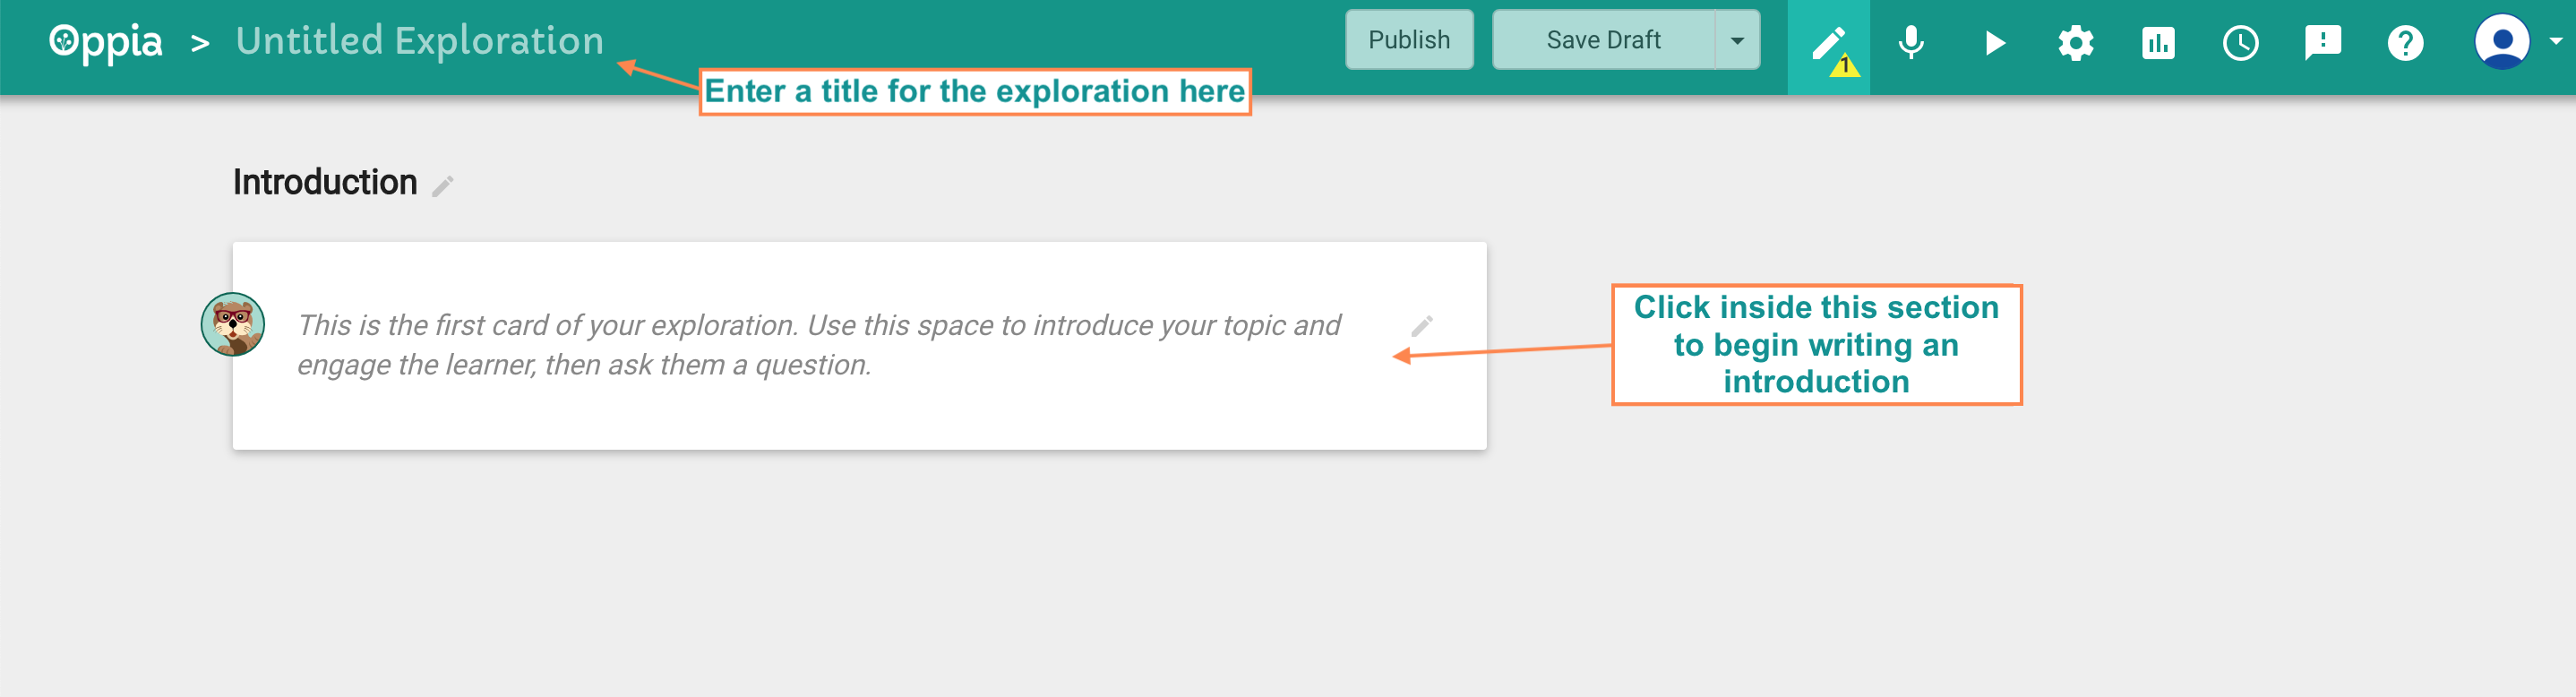 Oppia > Untitled Exploration
Publish
Save Draft
1
Enter a title for the exploration here
Introduction
This is the first card of your exploration. Use this space to introduce your topic and
engage the learner, then ask them a question.
Click inside this section
to begin writing an
introduction